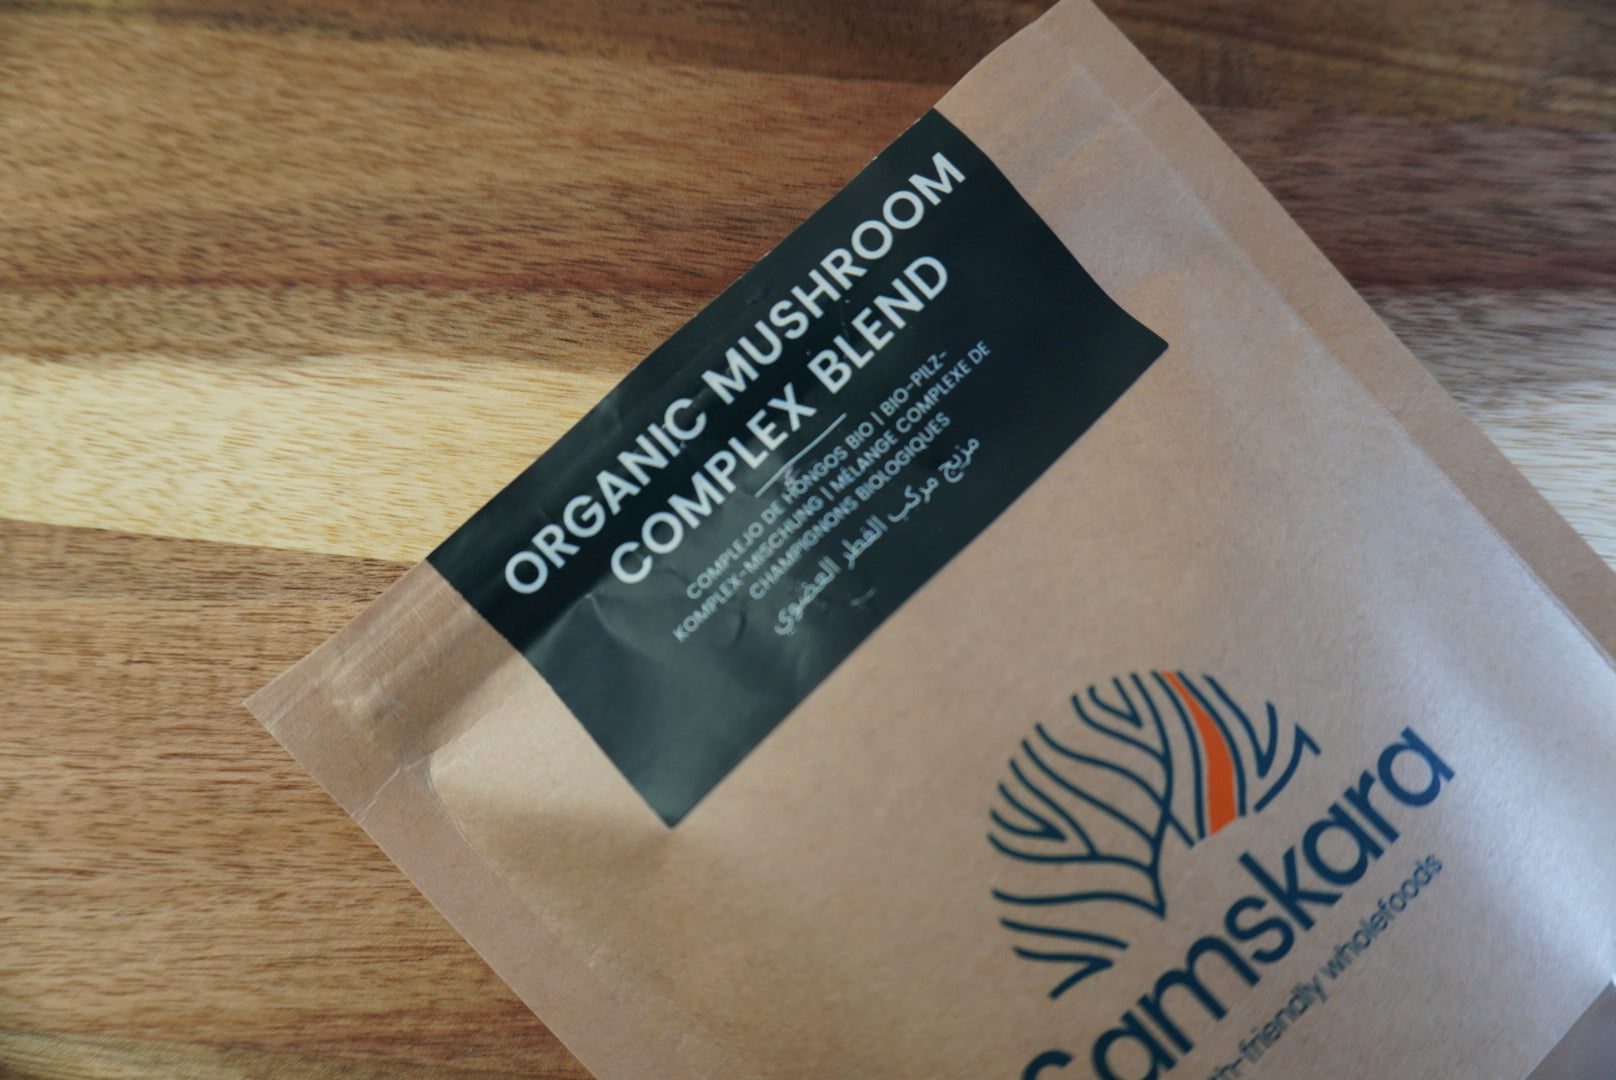 ORGANIC MUSHROOM
COMPLEX BLEND
COMPLEJO DE HONGOS BIO | BIO-PILZ-
KOMPLEX-MISCHUNG | MÉLANGE COMPLEXE DE
CHAMPIGNONS BIOLOGIQUES
مزيج مركب الفطر العضوي
Samskara
-friendly wholefoods